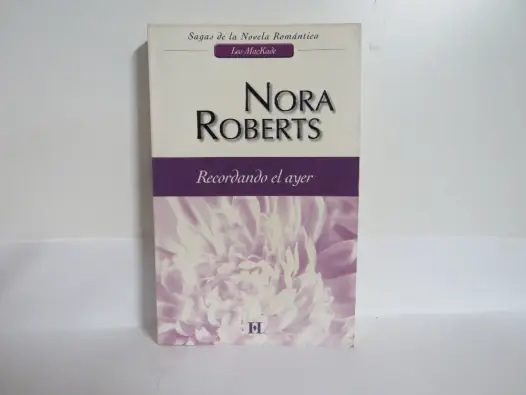 Sagas de la Novela Romántica
Los MacKade
NORA
ROBERTS
Recordando el ayer
H